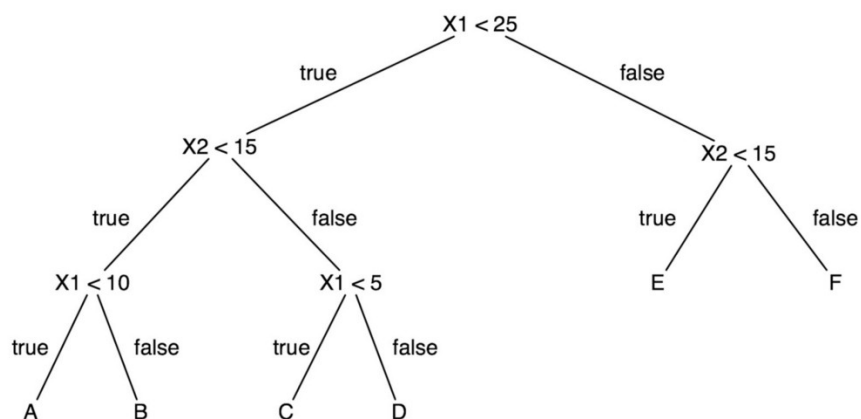 X1 < 25
true
false
X2 < 15
X2 < 15
true
false
true
false
X1 < 10
X1 < 5
E
F
true
false
true
false
A
B
C
D